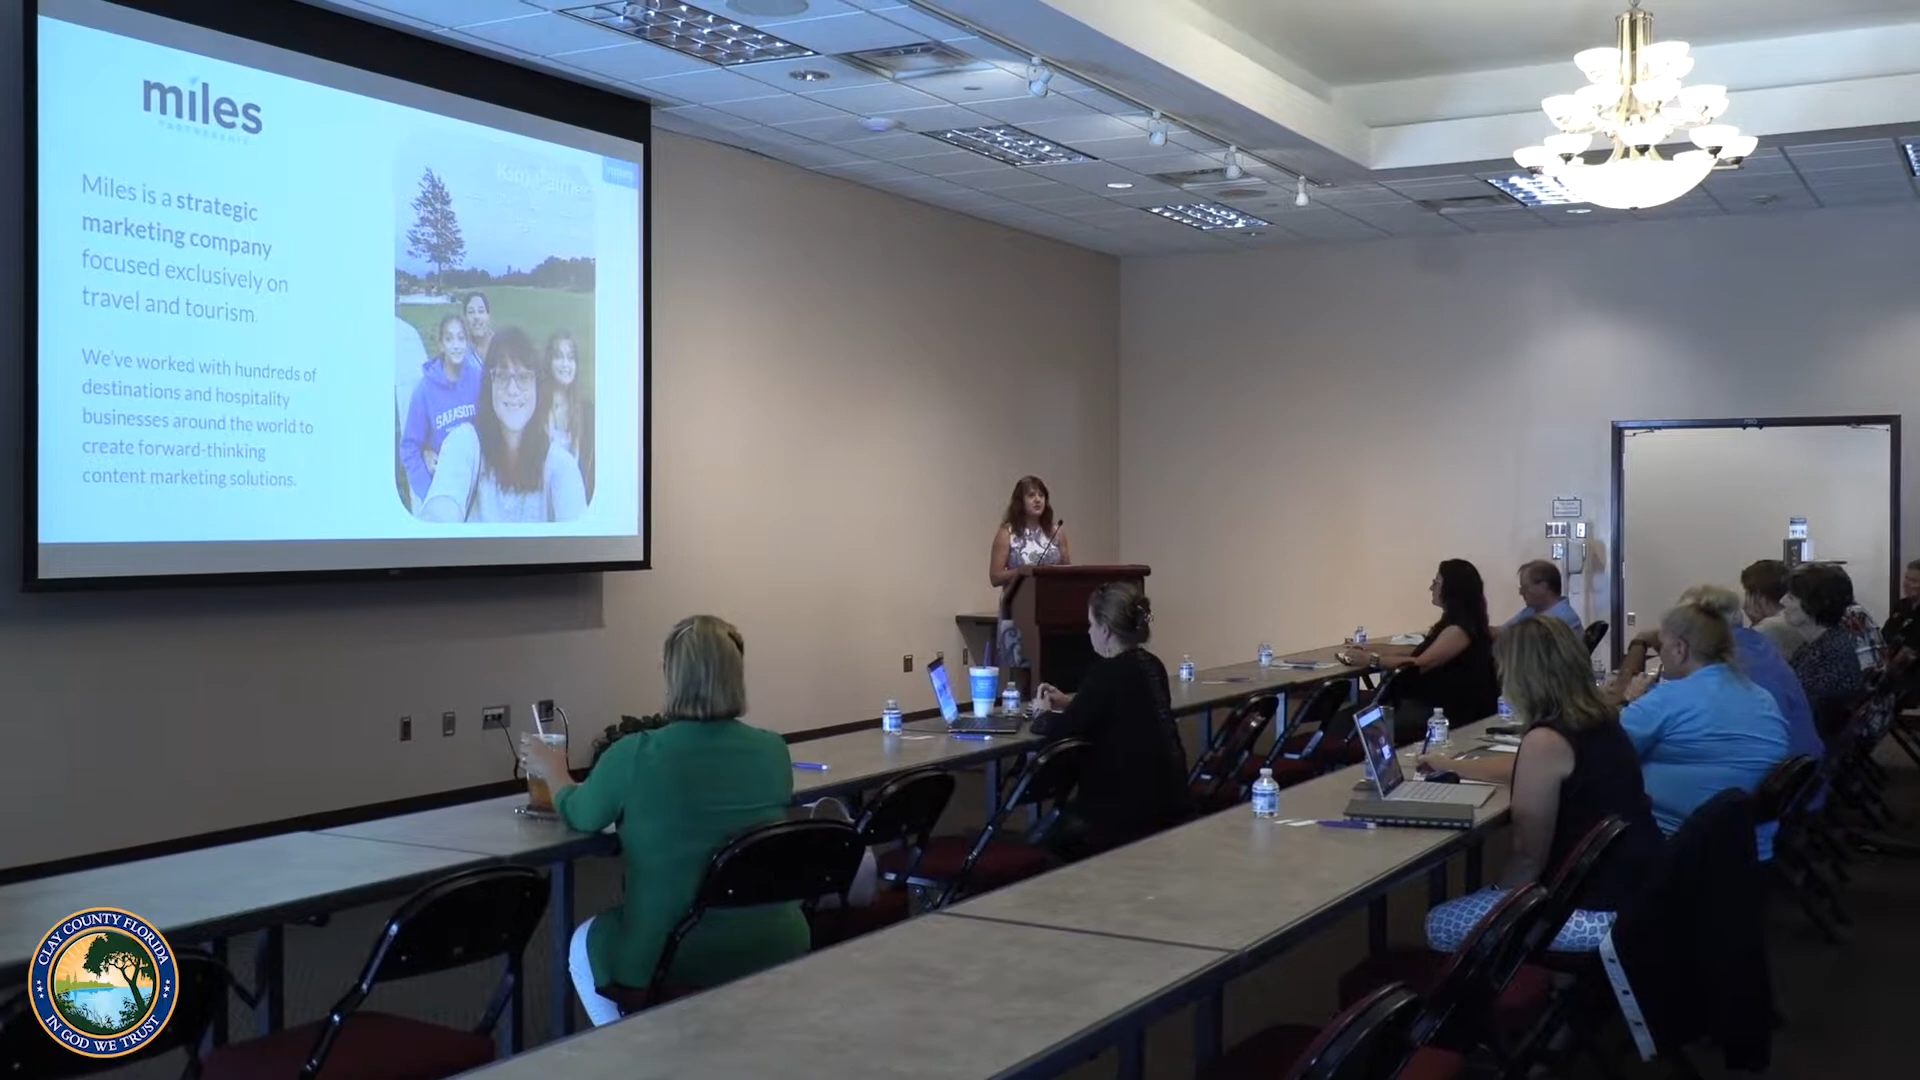 miles
PARTNERSHIP
Miles is a strategic
marketing company
focused exclusively on
travel and tourism.
We've worked with hundreds of
destinations and hospitality
businesses around the world to
create forward-thinking
content marketing solutions.
SARASOT
CLAY COUNTY FLORIDA
IN GOD WE TRUST